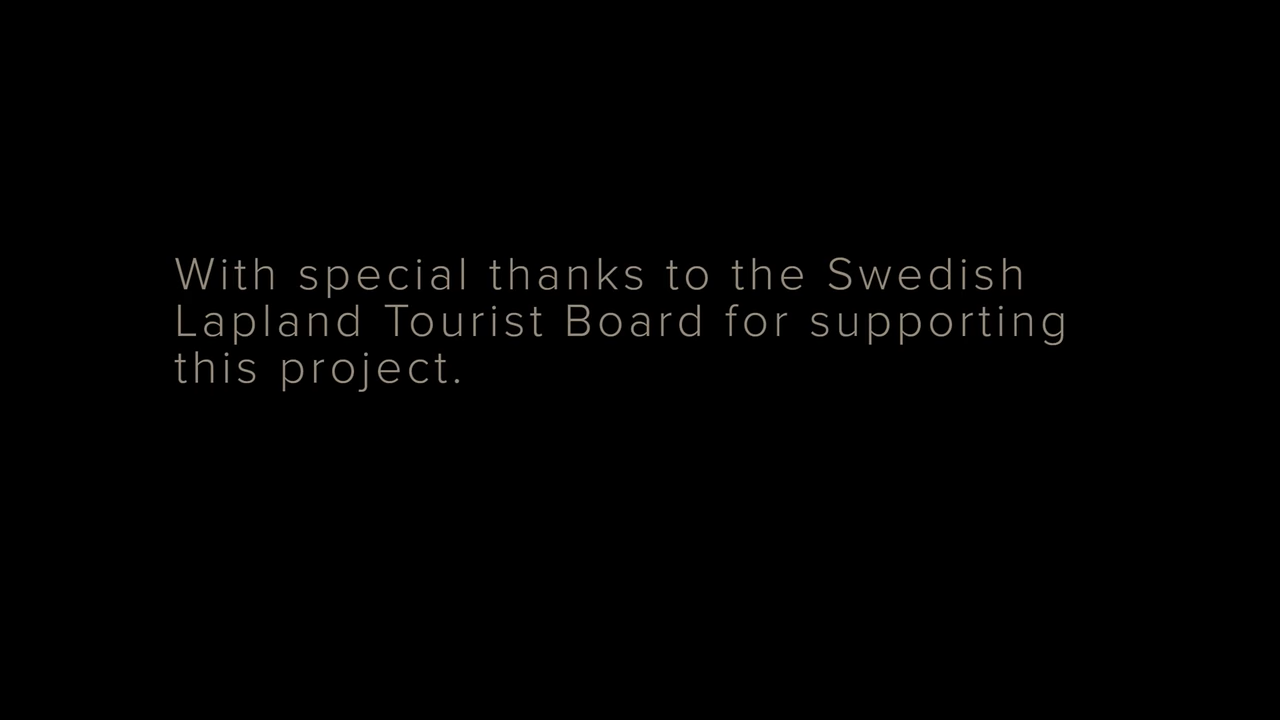 With special thanks to the Swedish
Lapland Tourist Board for supporting
this project.